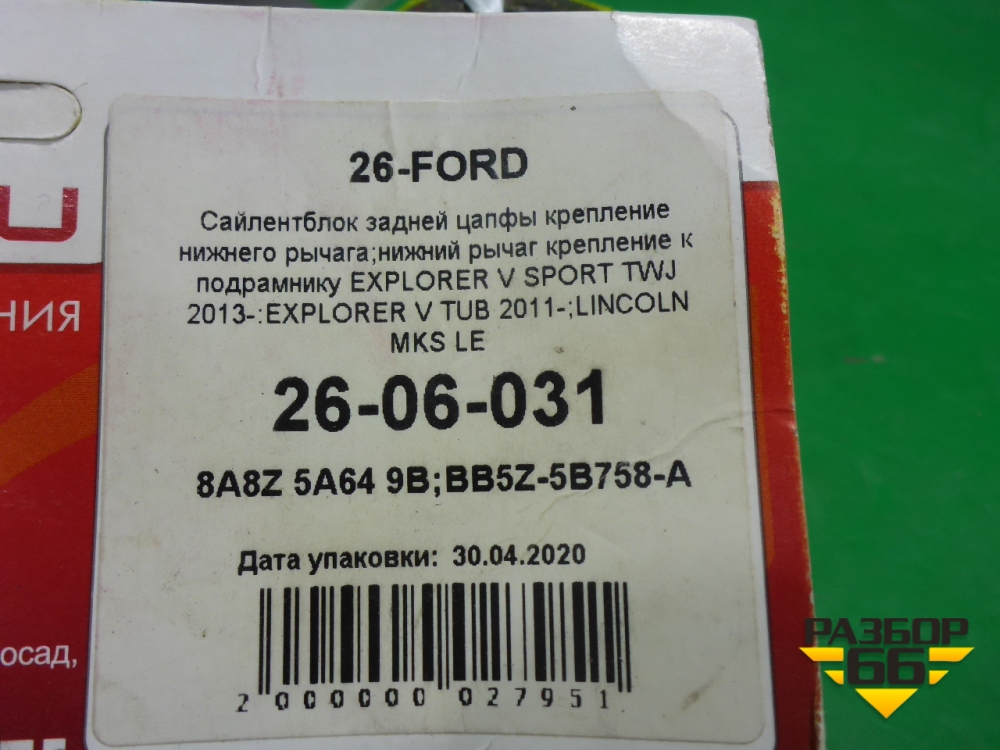 26-FORD
Сайлентблок задней цапфы крепление
нижнего рычага;нижний рычаг крепление к
подрамнику EXPLORER V SPORT TWJ
2013-:EXPLORER V TUB 2011-;LINCOLN
MKS LE
26-06-031
8A8Z 5A64 9B;BB5Z-5B758-A
Дата упаковки: 30.04.2020
2 000000 027951
РАЗБОР
66